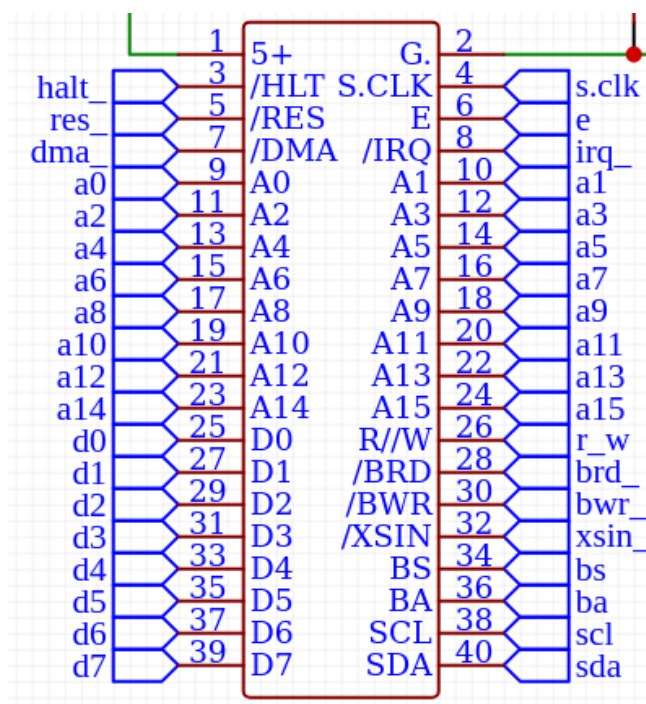 1 5+ G. 2
halt_ 3 /HLT S.CLK 4 s.clk
res_ 5 /RES E 6 e
dma_ 7 /DMA /IRQ 8 irq_
a0 9 A0 A1 10 a1
a2 11 A2 A3 12 a3
a4 13 A4 A5 14 a5
a6 15 A6 A7 16 a7
a8 17 A8 A9 18 a9
a10 19 A10 A11 20 a11
a12 21 A12 A13 22 a13
a14 23 A14 A15 24 a15
d0 25 D0 R//W 26 r_w
d1 27 D1 /BRD 28 brd_
d2 29 D2 /BWR 30 bwr_
d3 31 D3 /XSIN 32 xsin_
d4 33 D4 BS 34 bs
d5 35 D5 BA 36 ba
d6 37 D6 SCL 38 scl
d7 39 D7 SDA 40 sda